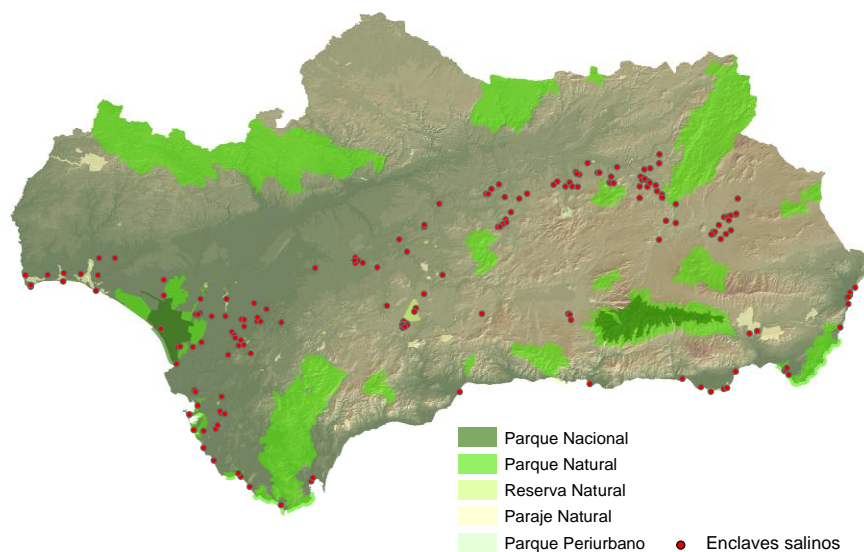 Parque Nacional
Parque Natural
Reserva Natural
Paraje Natural
Parque Periurbano
Enclaves salinos